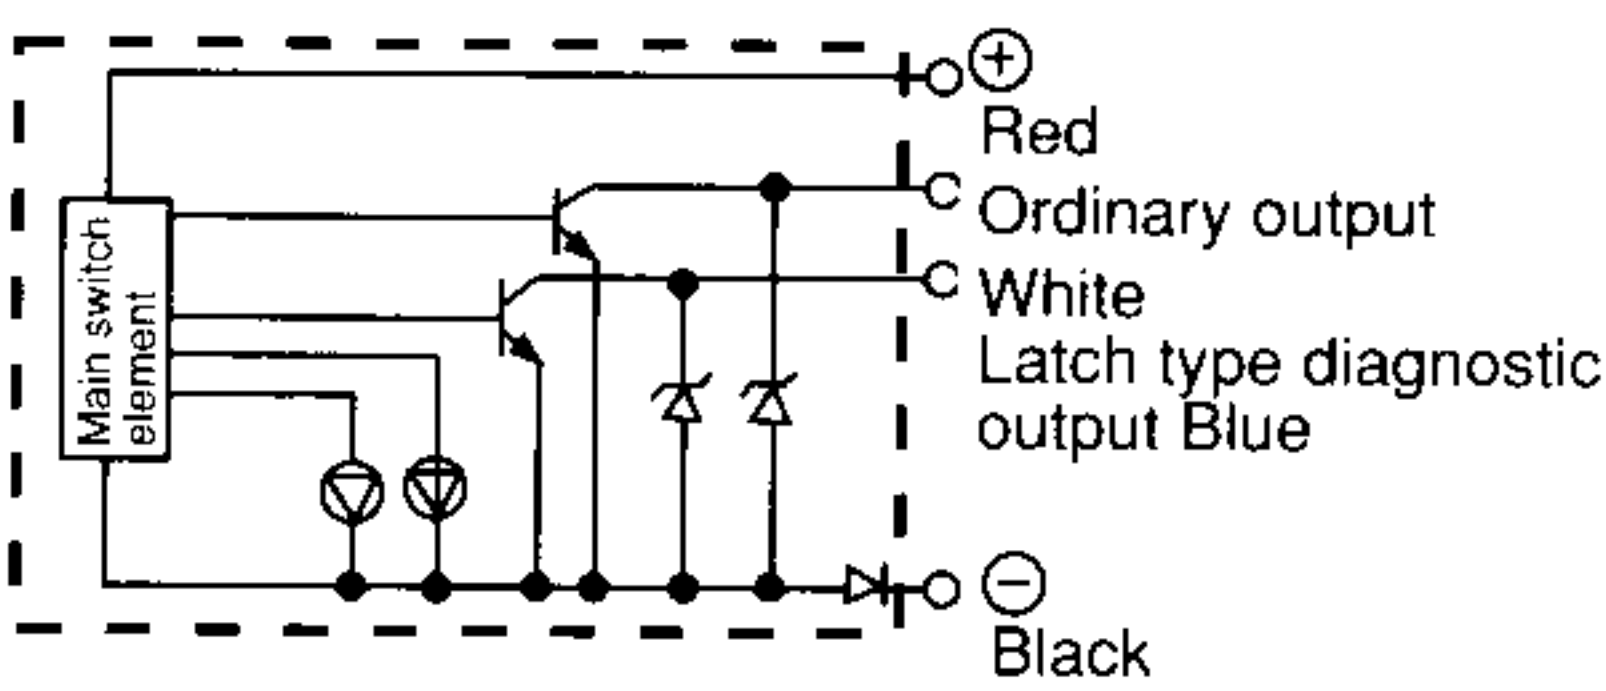 ⊕
Red
Ordinary output
White
Latch type diagnostic
output Blue
⊖
Black
Main switch
element